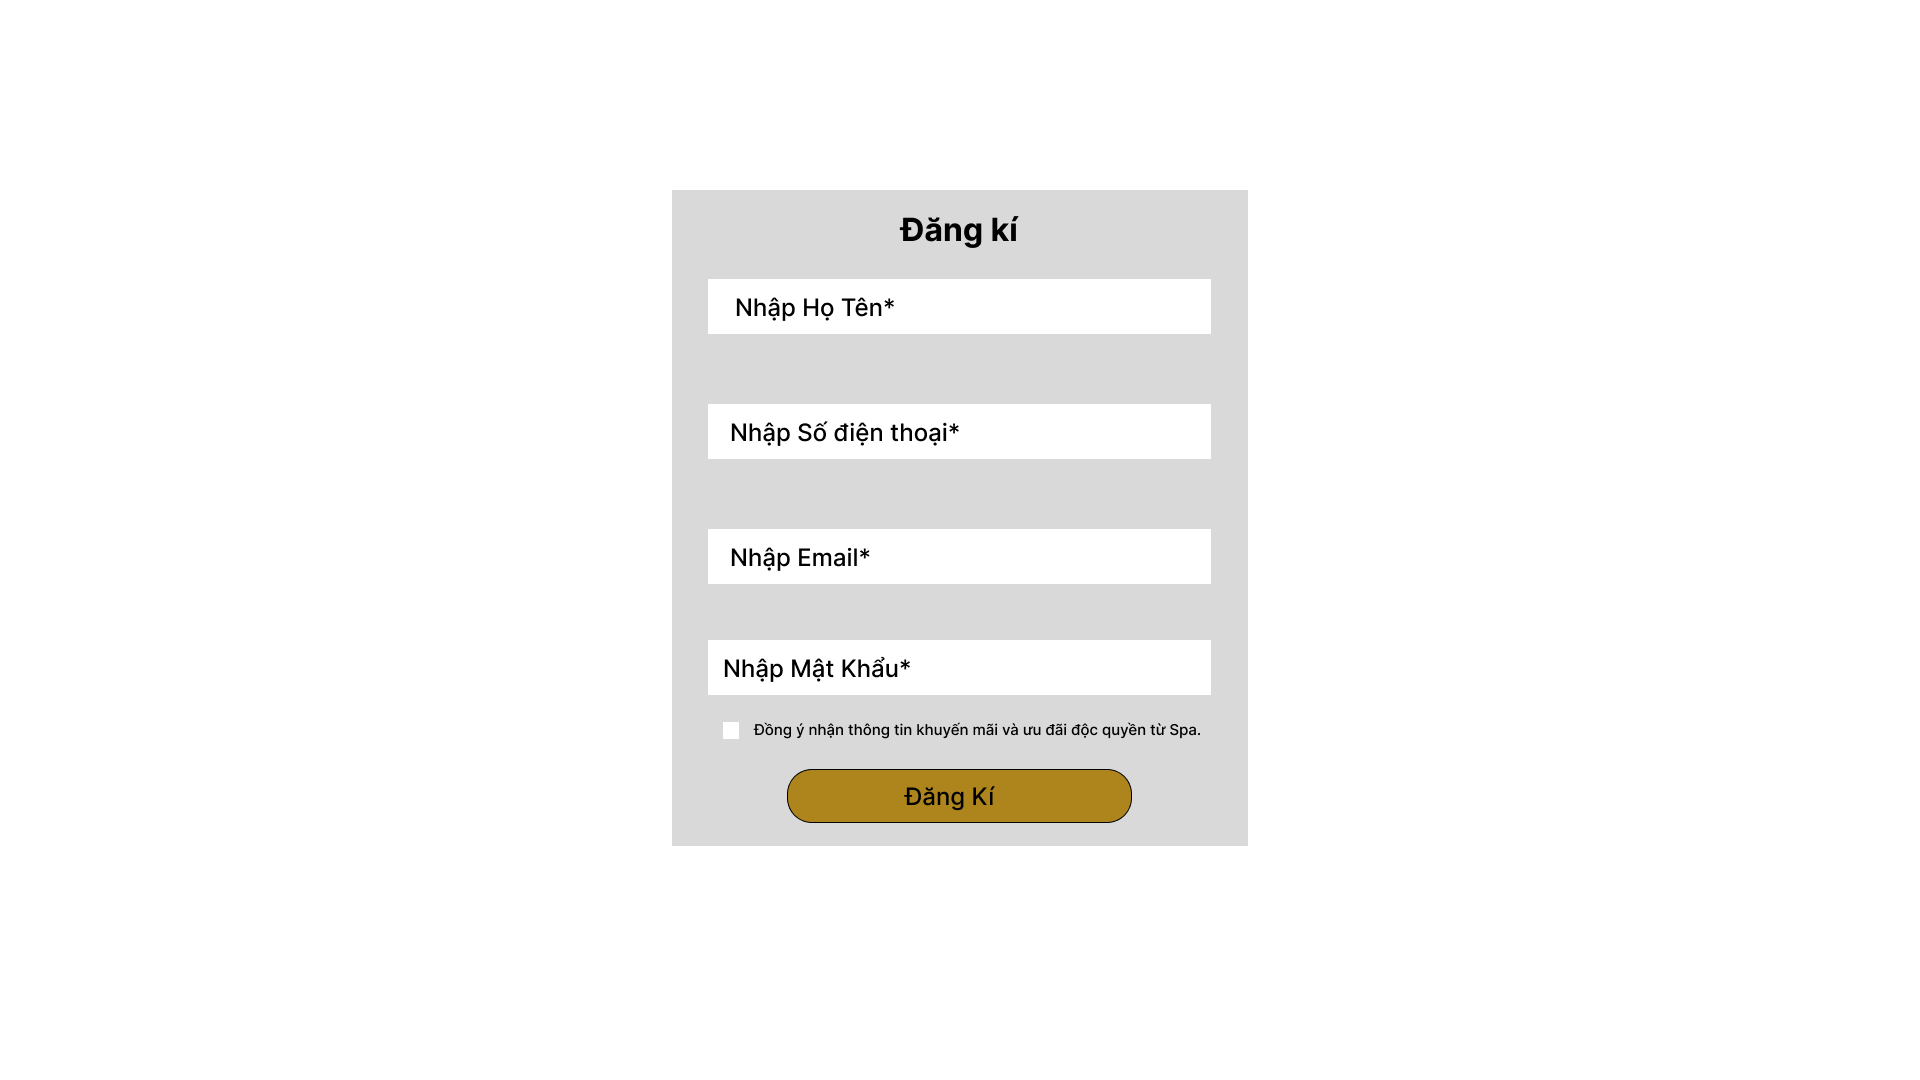 Đăng kí
Nhập Họ Tên*
Nhập Số điện thoại*
Nhập Email*
Nhập Mật Khẩu*
Đồng ý nhận thông tin khuyến mãi và ưu đãi độc quyền từ Spa.
Đăng Kí